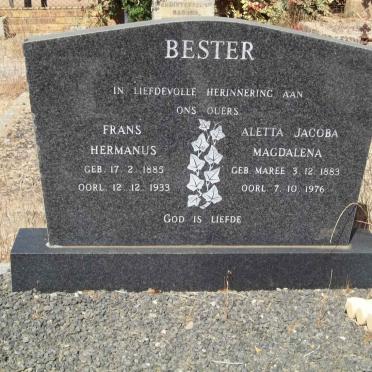 BESTER
IN LIEFDEVOLLE HERINNERING AAN
ONS OUERS
FRANS
HERMANUS
GEB. 17. 2. 1885
OORL. 12. 12. 1933
ALETTA JACOBA
MAGDALENA
GEB. MAREE 3. 12. 1883
OORL. 7. 10. 1976
GOD IS LIEFDE